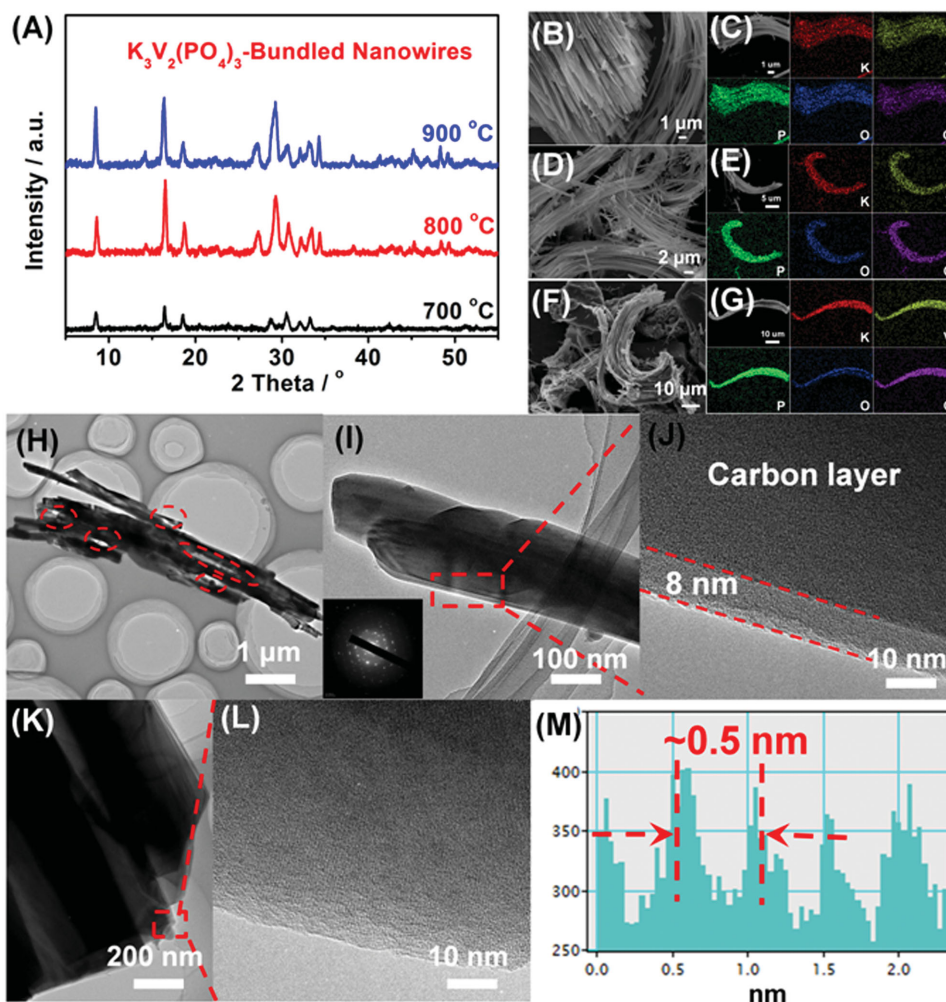 (A)
K₃V₂(PO₄)₃-Bundled Nanowires
900 °C
800 °C
700 °C
Intensity / a.u.
10 20 30 40 50
2 Theta / °
(B)
1 µm
(C)
1 um
K
P
O
(D)
2 µm
(E)
5 um
K
P
O
(F)
10 µm
(G)
10 um
K
P
O
(H)
1 µm
(I)
100 nm
(J)
Carbon layer
8 nm
10 nm
(K)
200 nm
(L)
10 nm
(M)
~0.5 nm
400
350
300
250
0.0 0.5 1.0 1.5 2.0
nm